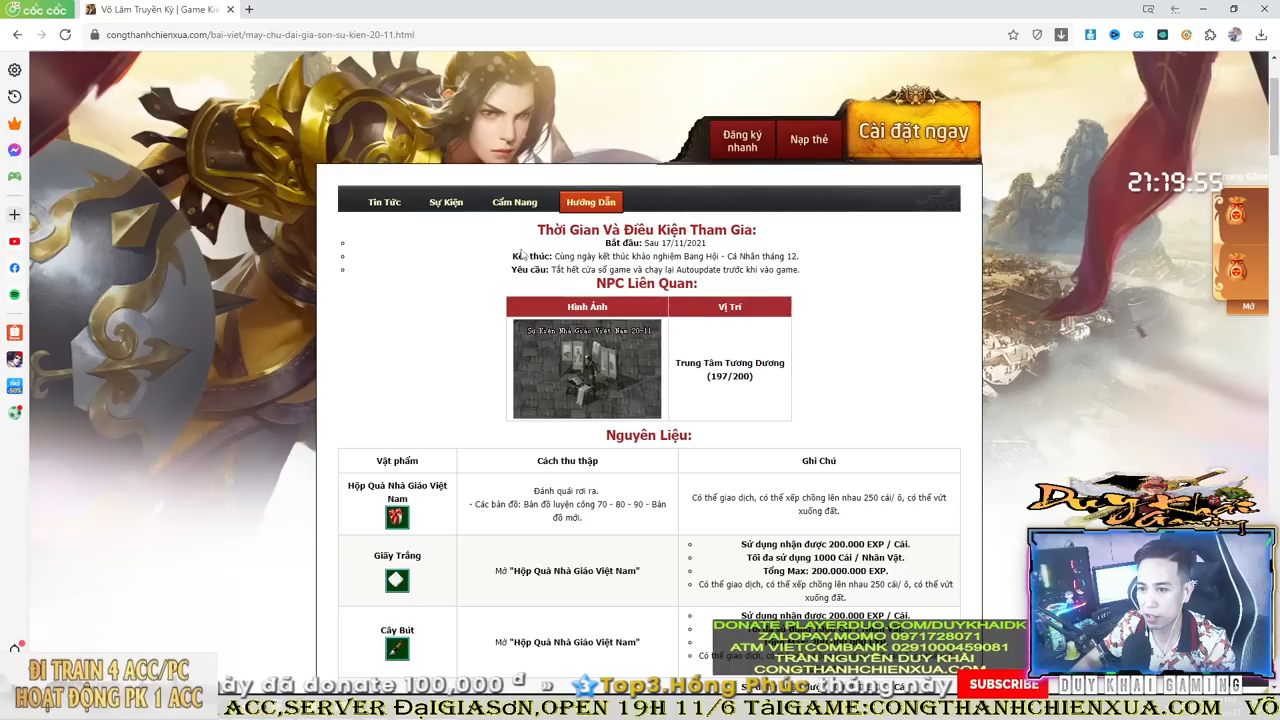 cốc cốc
Võ Lâm Truyền Kỳ | Game Kiế
congthanhchienxua.com/bai-viet/may-chu-dai-gia-son-su-kien-20-11.html
Đăng ký nhanh
Nạp thẻ
Cài đặt ngay
21:19:55
Mở
Tin Tức
Sự Kiện
Cẩm Nang
Hướng Dẫn
Thời Gian Và Điều Kiện Tham Gia:
Bắt đầu: Sau 17/11/2021
thúc: Cùng ngày kết thúc khảo nghiệm Bang Hội - Cá Nhân tháng 12.
Yêu cầu: Tắt hết cửa sổ game và chạy lại Autoupdate trước khi vào game.
NPC Liên Quan:
Hình Ảnh
Vị Trí
Sự Kiện Nhà Giáo Việt Nam 20-11
Trung Tâm Tương Dương
(197/200)
Nguyên Liệu:
Vật phẩm
Cách thu thập
Ghi Chú
Hộp Quà Nhà Giáo Việt
Nam
Đánh quái rơi ra.
- Các bản đồ: Bản đồ luyện công 70 - 80 - 90 - Bản
đồ mới.
Có thể giao dịch, có thể xếp chồng lên nhau 250 cái/ ô, có thể vứt
xuống đất.
Giấy Trắng
Mở "Hộp Quà Nhà Giáo Việt Nam"
Sử dụng nhận được 200.000 EXP / Cái.
Tối đa sử dụng 1000 Cái / Nhân Vật.
Tổng Max: 200.000.000 EXP.
Có thể giao dịch, có thể xếp chồng lên nhau 250 cái/ ô, có thể vứt
xuống đất.
Cây Bút
Mở "Hộp Quà Nhà Giáo Việt Nam"
Sử dụng nhận được 200.000 EXP / Cái.
Duy Khải
Gaming
DONATE.PLAYERDUO.COM/DUYKHAIDK
ZALOPAY.MOMO 0971728071
ATM VIETCOMBANK 0291000459081
TRẦN NGUYỄN DUY KHẢI
CONGTHANHCHIENXUA.COM
ĐI TRAIN 4 ACC/PC
HOẠT ĐỘNG PK 1 ACC
này đã donate 100,000 đ » Top3.Hồng Phúc tháng này
SUBSCRIBE
DUY KHAI GAMING
ACC,SERVER ĐạIGIASơN,OPEN 19H 11/6 TảIGAME:CONGTHANHCHIENXUA.COM VÕ